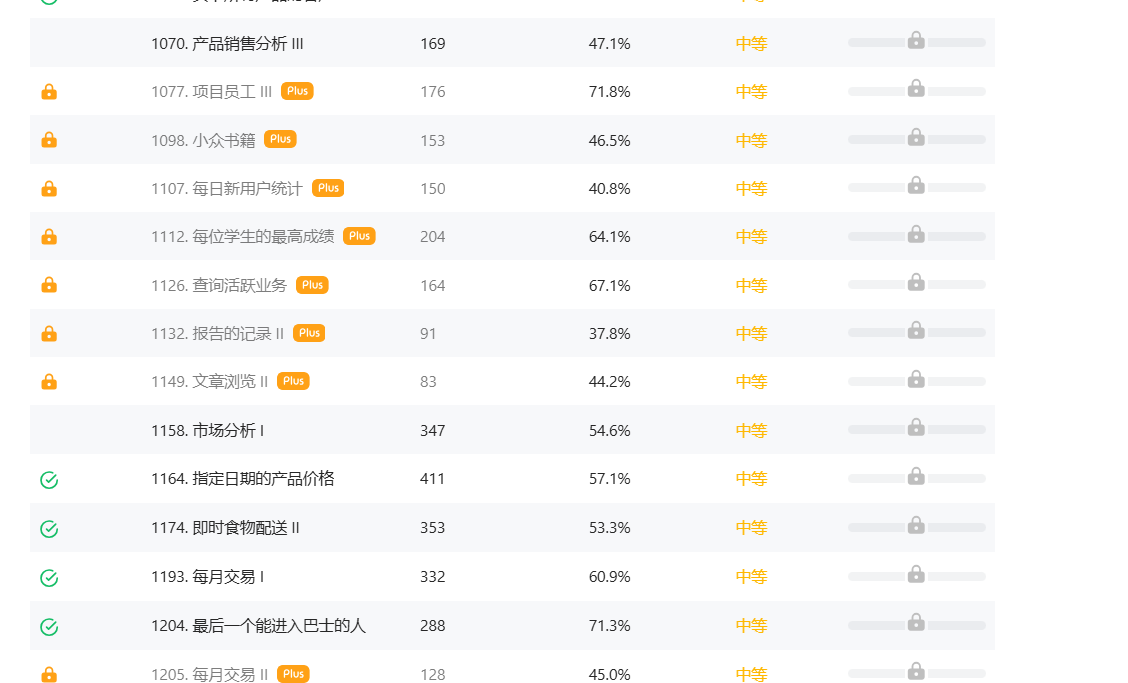 1070. 产品销售分析 III 169 47.1% 中等
1077. 项目员工 III Plus 176 71.8% 中等
1098. 小众书籍 Plus 153 46.5% 中等
1107. 每日新用户统计 Plus 150 40.8% 中等
1112. 每位学生的最高成绩 Plus 204 64.1% 中等
1126. 查询活跃业务 Plus 164 67.1% 中等
1132. 报告的记录 II Plus 91 37.8% 中等
1149. 文章浏览 II Plus 83 44.2% 中等
1158. 市场分析 I 347 54.6% 中等
1164. 指定日期的产品价格 411 57.1% 中等
1174. 即时食物配送 II 353 53.3% 中等
1193. 每月交易 I 332 60.9% 中等
1204. 最后一个能进入巴士的人 288 71.3% 中等
1205. 每月交易 II Plus 128 45.0% 中等